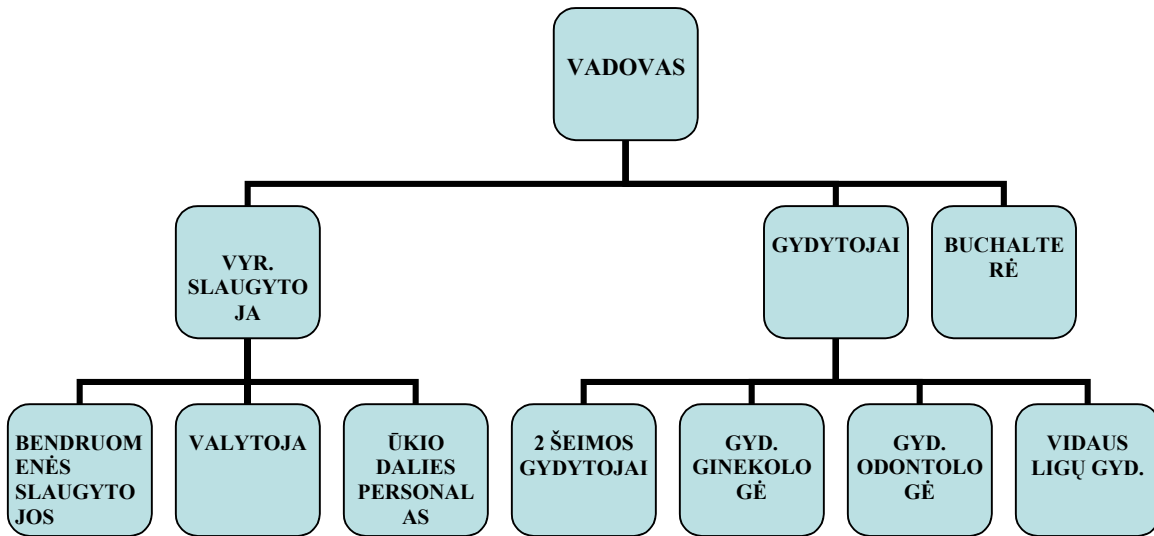 VADOVAS
VYR.
SLAUGYTO
JA
GYDYTOJAI
BUCHALTE
RĖ
BENDRUOM
ENĖS
SLAUGYTO
JOS
VALYTOJA
ŪKIO
DALIES
PERSONAL
AS
2 ŠEIMOS
GYDYTOJAI
GYD.
GINEKOLO
GĖ
GYD.
ODONTOLO
GĖ
VIDAUS
LIGŲ GYD.